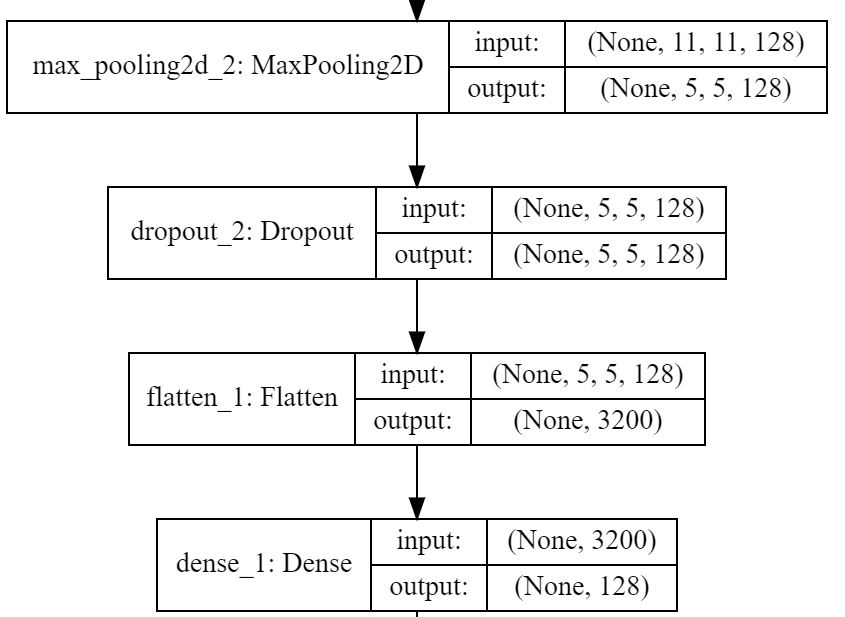 max_pooling2d_2: MaxPooling2D
input:
(None, 11, 11, 128)
output:
(None, 5, 5, 128)
dropout_2: Dropout
input:
(None, 5, 5, 128)
output:
(None, 5, 5, 128)
flatten_1: Flatten
input:
(None, 5, 5, 128)
output:
(None, 3200)
dense_1: Dense
input:
(None, 3200)
output:
(None, 128)